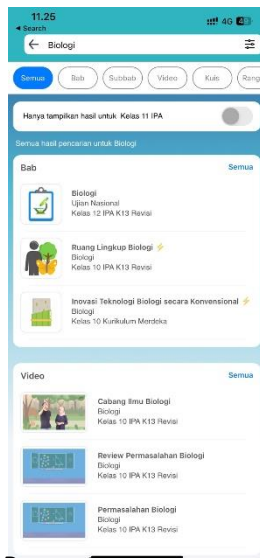 11.25
◀ Search
4G
← Biologi
Semua Bab Subbab Video Kuis Rang
Hanya tampilkan hasil untuk Kelas 11 IPA
Semua hasil pencarian untuk Biologi
Bab Semua
Biologi
Ujian Nasional
Kelas 12 IPA K13 Revisi
Ruang Lingkup Biologi ⚡
Biologi
Kelas 10 IPA K13 Revisi
Inovasi Teknologi Biologi secara Konvensional ⚡
Biologi
Kelas 10 Kurikulum Merdeka
Video Semua
Cabang Ilmu Biologi
Biologi
Kelas 10 IPA K13 Revisi
Review Permasalahan Biologi
Biologi
Kelas 10 IPA K13 Revisi
Permasalahan Biologi
Biologi
Kelas 10 IPA K13 Revisi